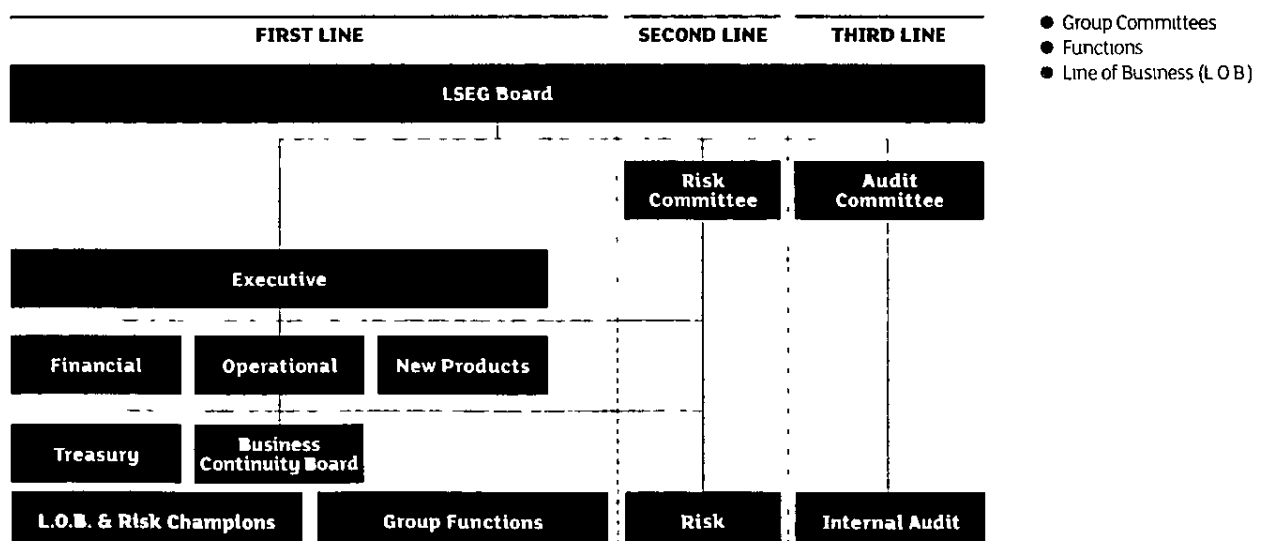 FIRST LINE
SECOND LINE
THIRD LINE
● Group Committees
● Functions
● Line of Business (L O B)
LSEG Board
Risk
Committee
Audit
Committee
Executive
Financial
Operational
New Products
Treasury
Business
Continuity Board
L.O.B. & Risk Champions
Group Functions
Risk
Internal Audit